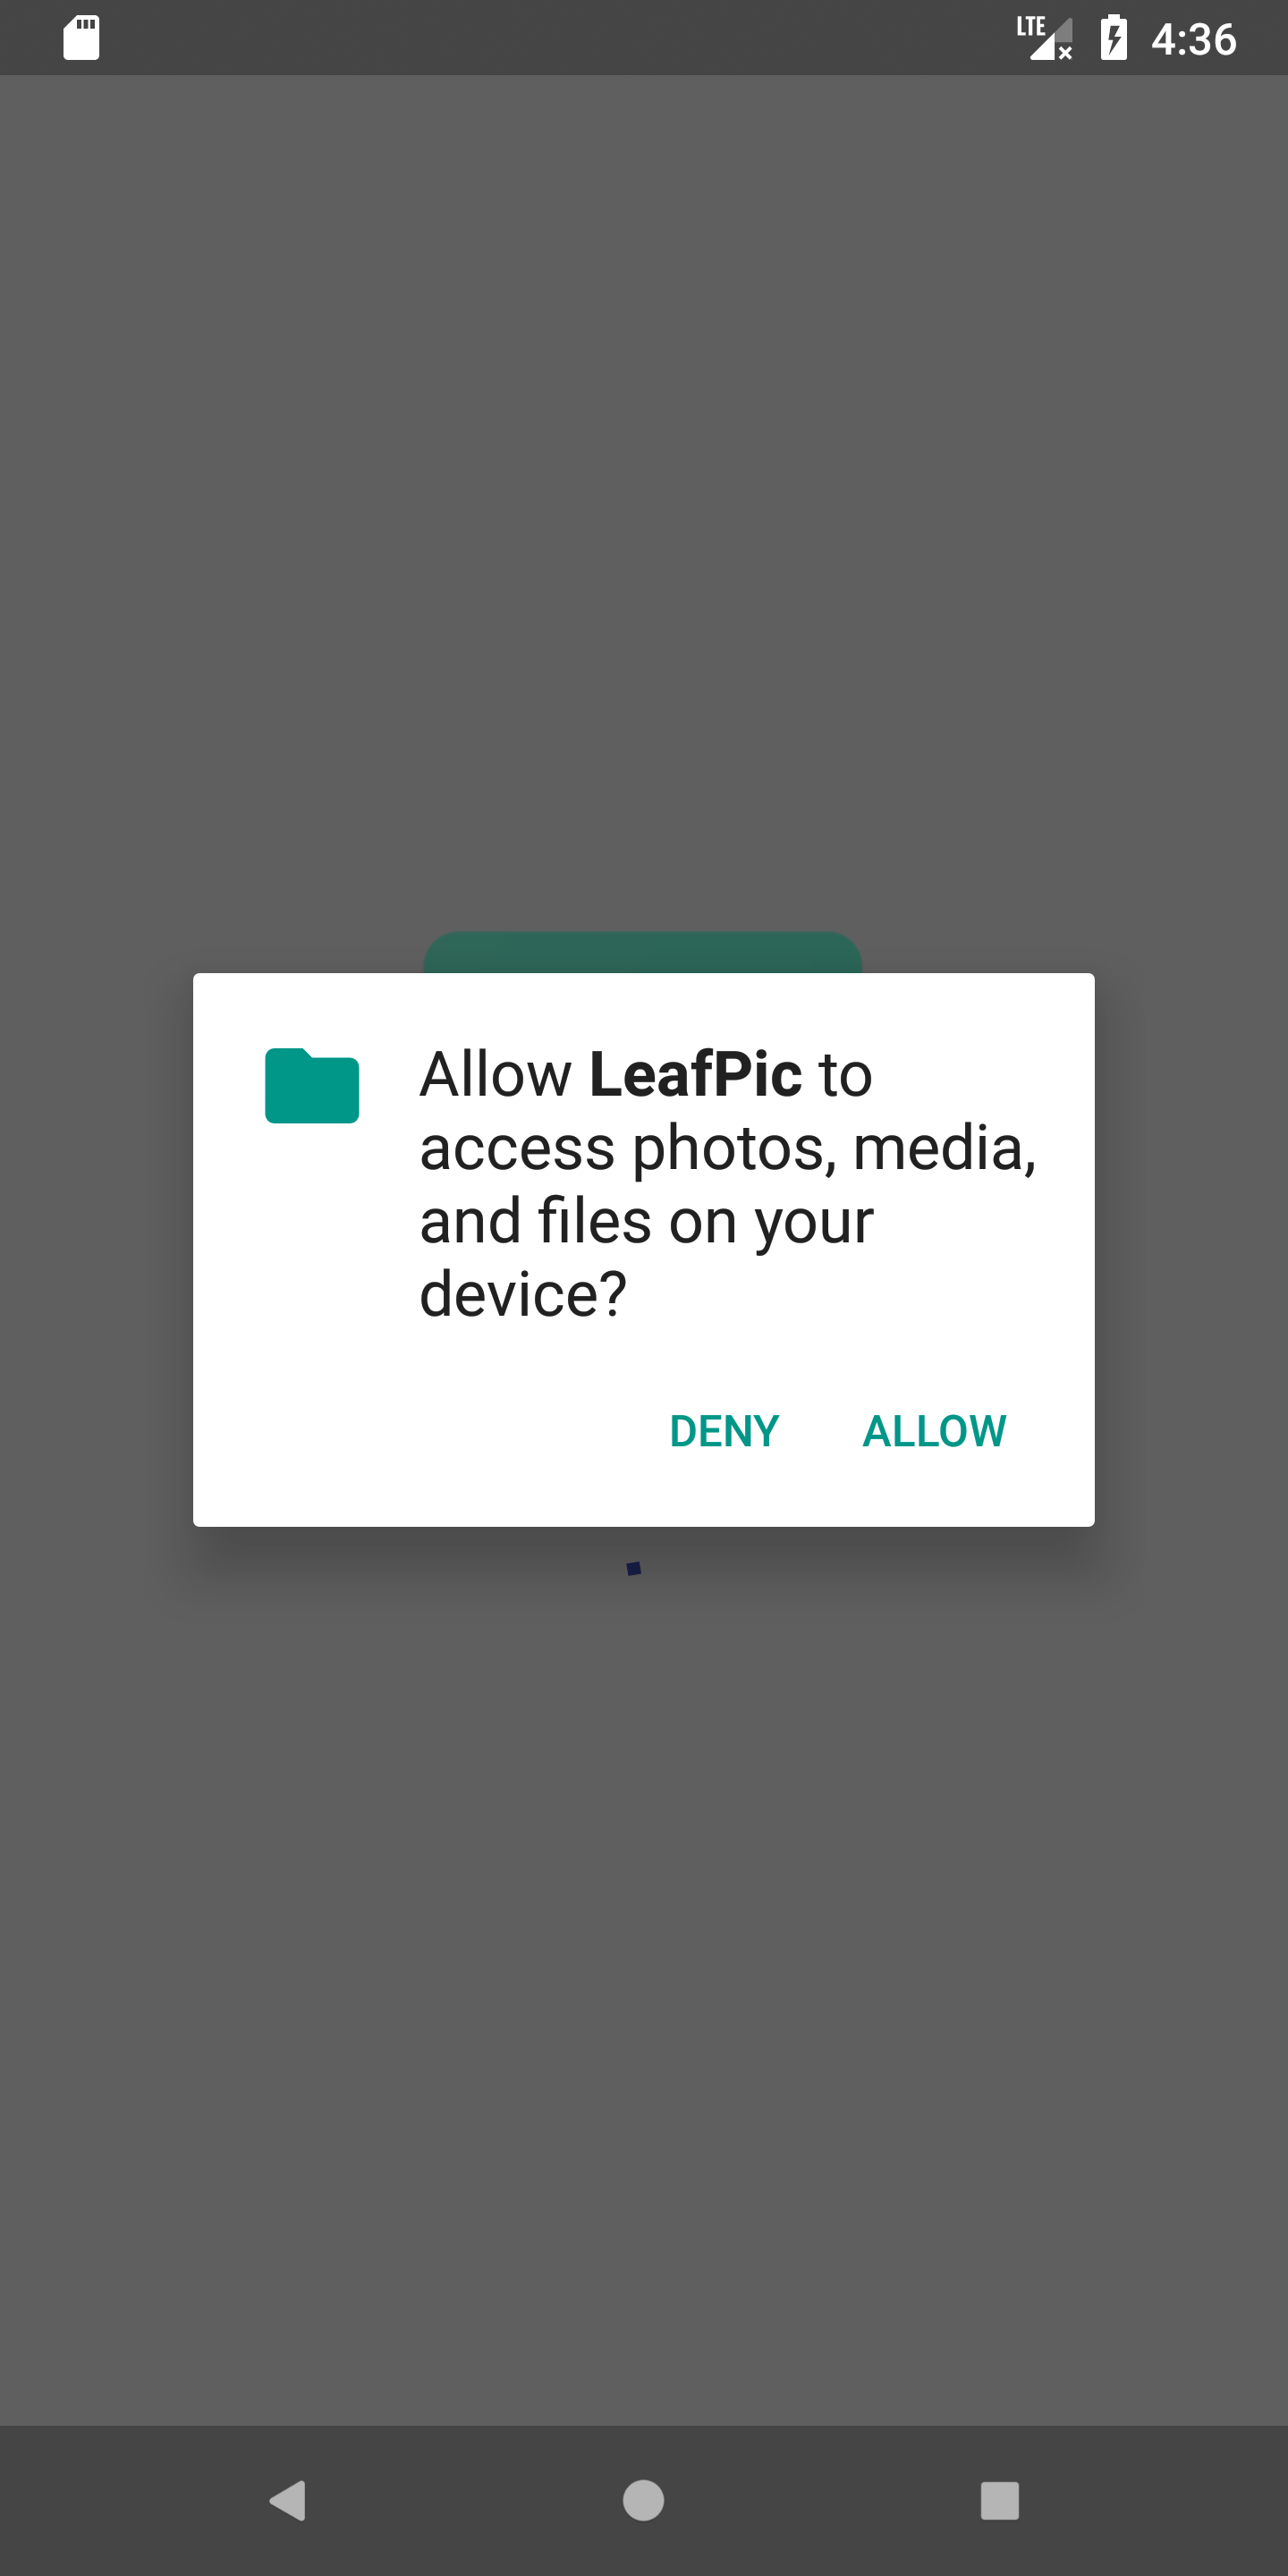 LTE 4:36
Allow LeafPic to
access photos, media,
and files on your
device?
DENY ALLOW